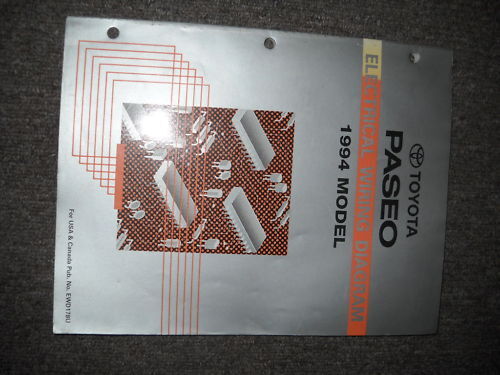 TOYOTA
PASEO
ELECTRICAL WIRING DIAGRAM
1994 MODEL
For USA & Canada Pub. No. EWD178U